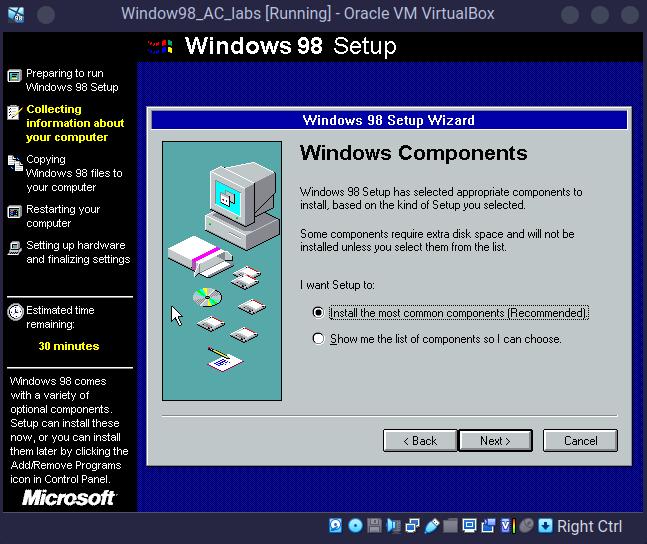 Window98_AC_labs [Running] - Oracle VM VirtualBox
Windows 98 Setup
Preparing to run
Windows 98 Setup
Collecting
information about
your computer
Copying
Windows 98 files to
your computer
Restarting your
computer
Setting up hardware
and finalizing settings
Estimated time
remaining:
30 minutes
Windows 98 comes
with a variety of
optional components.
Setup can install these
now, or you can install
them later by clicking the
Add/Remove Programs
icon in Control Panel.
Microsoft
Windows 98 Setup Wizard
Windows Components
Windows 98 Setup has selected appropriate components to
install, based on the kind of Setup you selected.
Some components require extra disk space and will not be
installed unless you select them from the list.
I want Setup to:
Install the most common components (Recommended).
Show me the list of components so I can choose.
< Back
Next >
Cancel
Right Ctrl